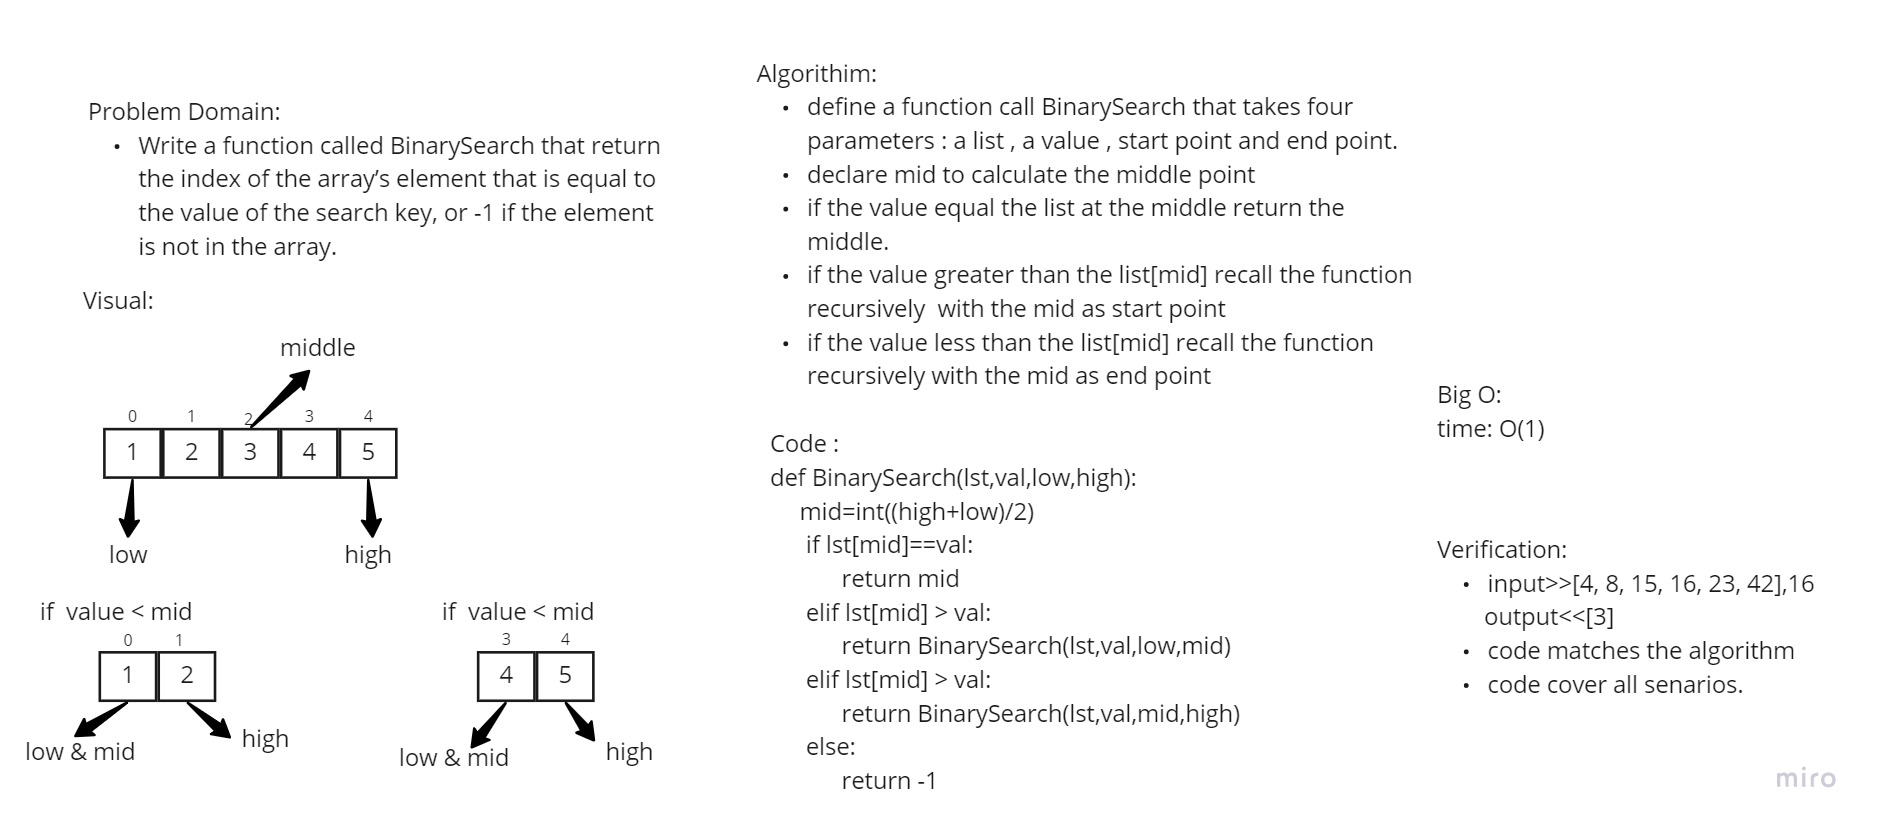 Problem Domain:
• Write a function called BinarySearch that return
the index of the array's element that is equal to
the value of the search key, or -1 if the element
is not in the array.
Visual:
middle
0 1 2 3 4
1 2 3 4 5
low high
if value < mid
0 1
1 2
low & mid high
if value < mid
3 4
4 5
low & mid high
Algorithim:
• define a function call BinarySearch that takes four
parameters : a list , a value , start point and end point.
• declare mid to calculate the middle point
• if the value equal the list at the middle return the
middle.
• if the value greater than the list[mid] recall the function
recursively with the mid as start point
• if the value less than the list[mid] recall the function
recursively with the mid as end point
Code :
def BinarySearch(lst,val,low,high):
mid=int((high+low)/2)
if lst[mid]==val:
return mid
elif lst[mid] > val:
return BinarySearch(lst,val,low,mid)
elif lst[mid] > val:
return BinarySearch(lst,val,mid,high)
else:
return -1
Big O:
time: O(1)
Verification:
• input>>[4, 8, 15, 16, 23, 42],16
output<<[3]
• code matches the algorithm
• code cover all senarios.
miro